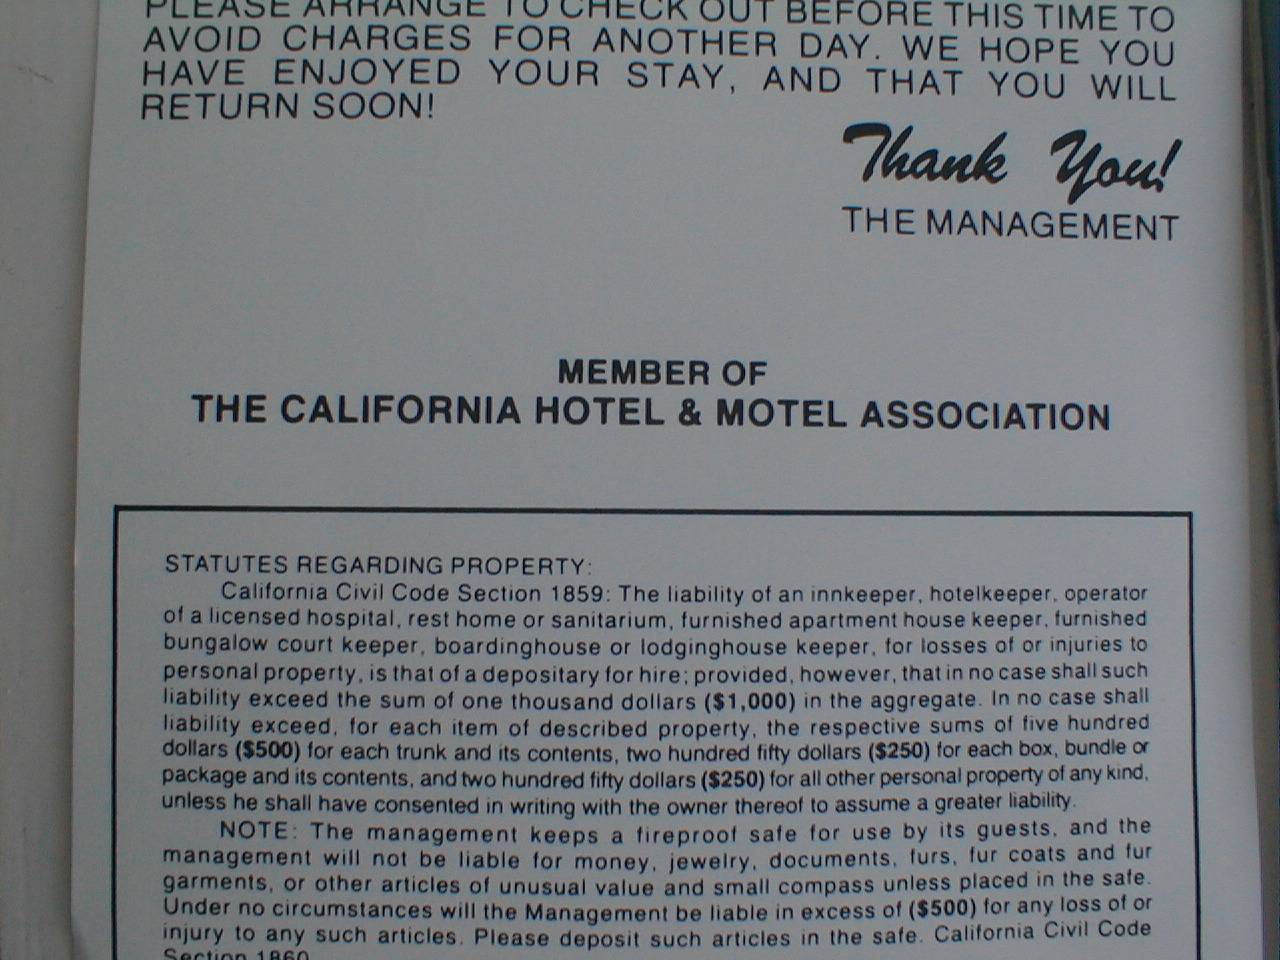 PLEASE ARRANGE TO CHECK OUT BEFORE THIS TIME TO
AVOID CHARGES FOR ANOTHER DAY. WE HOPE YOU
HAVE ENJOYED YOUR STAY, AND THAT YOU WILL
RETURN SOON!
Thank You!
THE MANAGEMENT
MEMBER OF
THE CALIFORNIA HOTEL & MOTEL ASSOCIATION
STATUTES REGARDING PROPERTY:
California Civil Code Section 1859: The liability of an innkeeper, hotelkeeper, operator
of a licensed hospital, rest home or sanitarium, furnished apartment house keeper, furnished
bungalow court keeper, boardinghouse or lodginghouse keeper, for losses of or injuries to
personal property, is that of a depositary for hire; provided, however, that in no case shall such
liability exceed the sum of one thousand dollars ($1,000) in the aggregate. In no case shall
liability exceed, for each item of described property, the respective sums of five hundred
dollars ($500) for each trunk and its contents, two hundred fifty dollars ($250) for each box, bundle or
package and its contents, and two hundred fifty dollars ($250) for all other personal property of any kind,
unless he shall have consented in writing with the owner thereof to assume a greater liability.
NOTE: The management keeps a fireproof safe for use by its guests, and the
management will not be liable for money, jewelry, documents, furs, fur coats and fur
garments, or other articles of unusual value and small compass unless placed in the safe.
Under no circumstances will the Management be liable in excess of ($500) for any loss of or
injury to any such articles. Please deposit such articles in the safe. California Civil Code
Section 1860